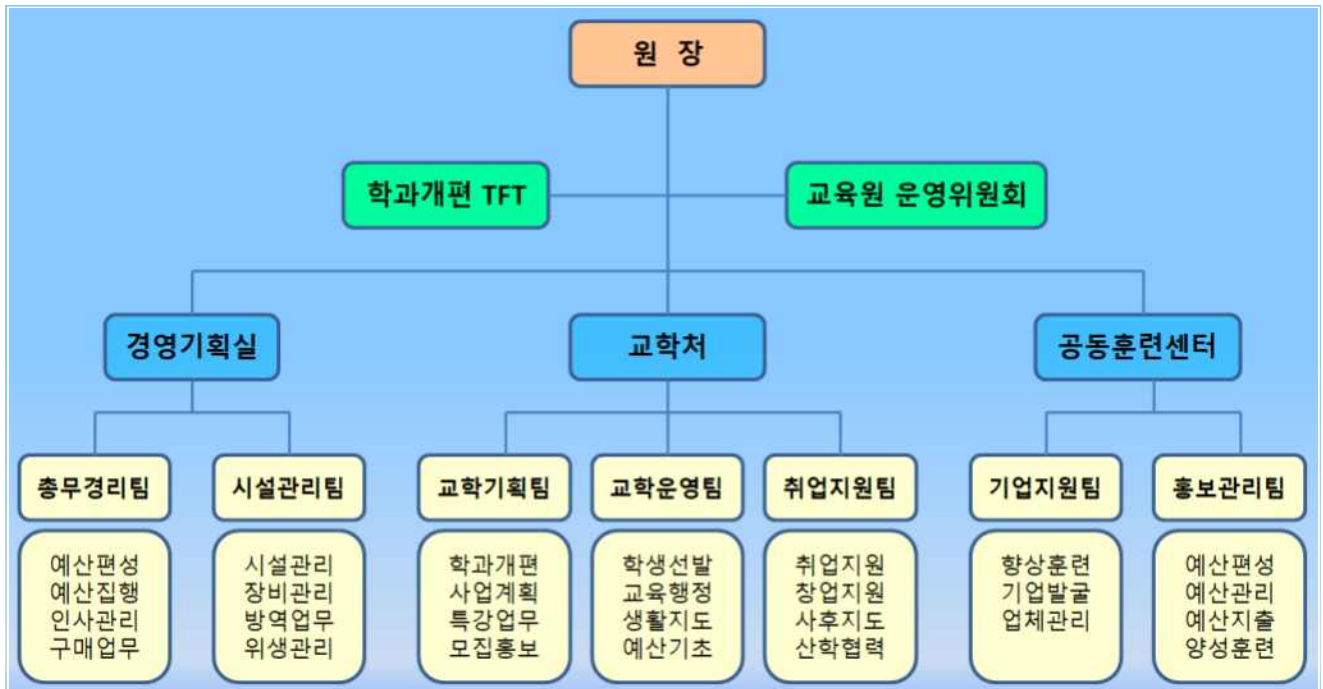 원 장
학과개편 TFT
교육원 운영위원회
경영기획실
교학처
공동훈련센터
총무경리팀
시설관리팀
교학기획팀
교학운영팀
취업지원팀
기업지원팀
홍보관리팀
예산편성
예산집행
인사관리
구매업무
시설관리
장비관리
방역업무
위생관리
학과개편
사업계획
특강업무
모집홍보
학생선발
교육행정
생활지도
예산기초
취업지원
창업지원
사후지도
산학협력
향상훈련
기업발굴
업체관리
예산편성
예산관리
예산지출
양성훈련